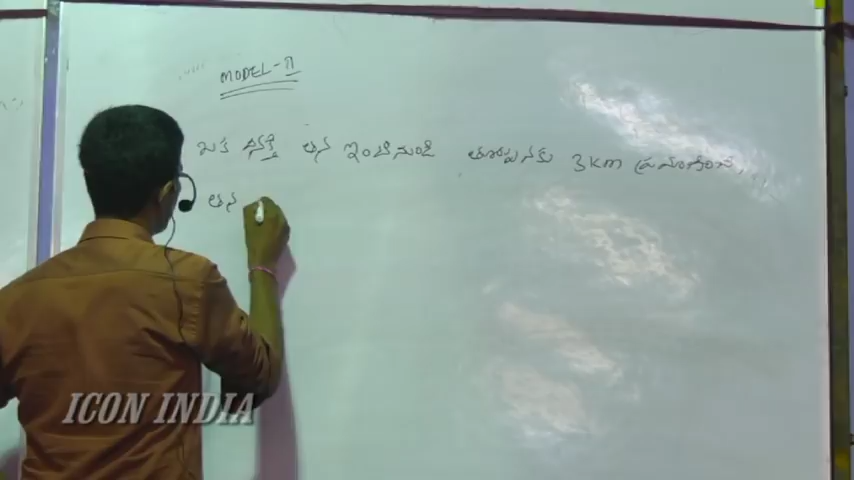 MODEL-II
ఒక వ్యక్తి తన ఇంటినుండి తూర్పునకు 3km ప్రయాణించి,
తన
ICON INDIA